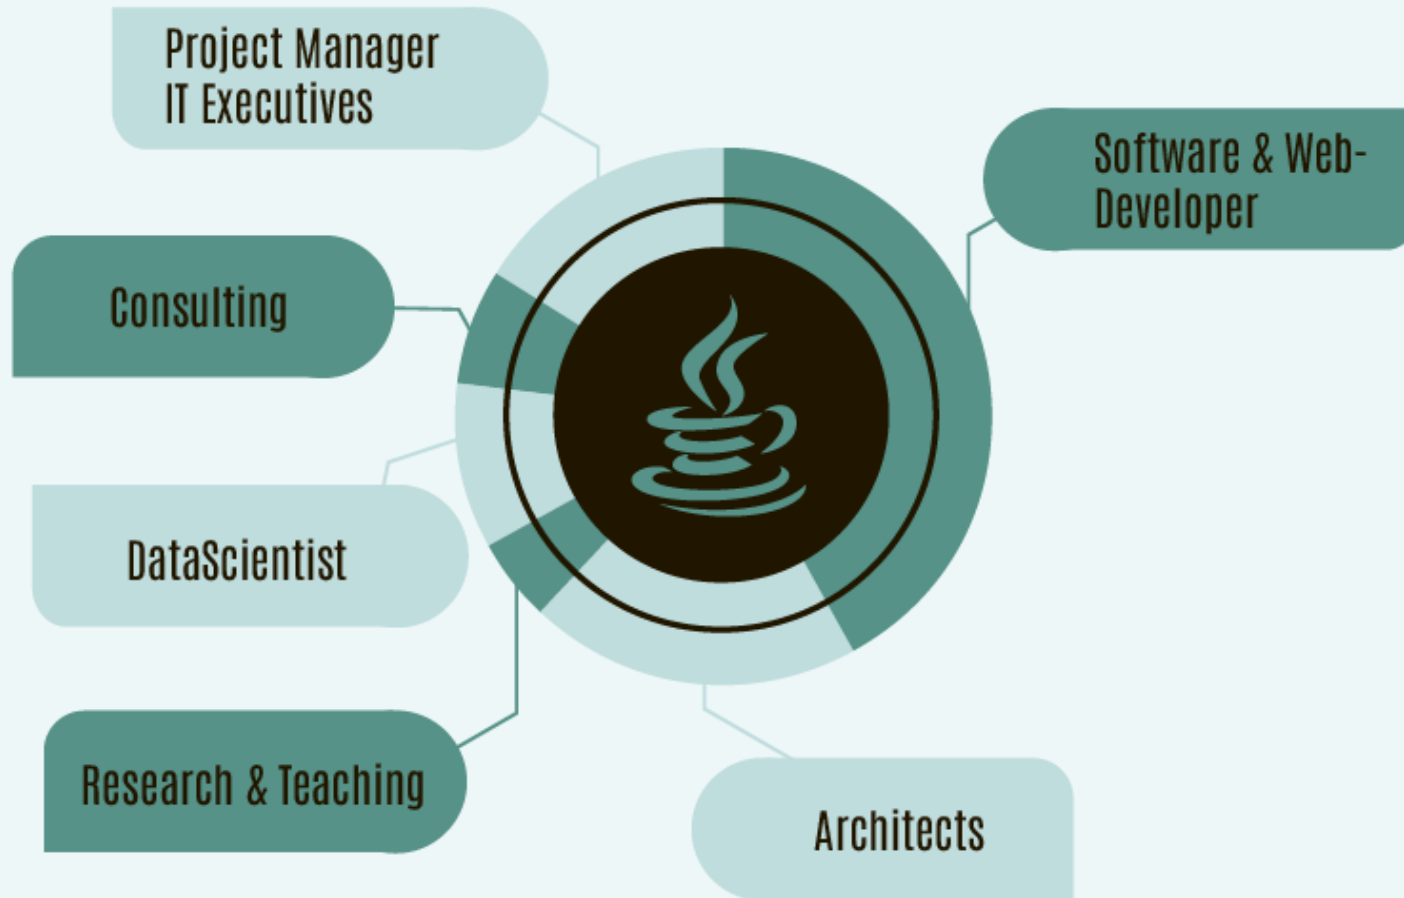 Project Manager
IT Executives
Software & Web-
Developer
Consulting
DataScientist
Research & Teaching
Architects